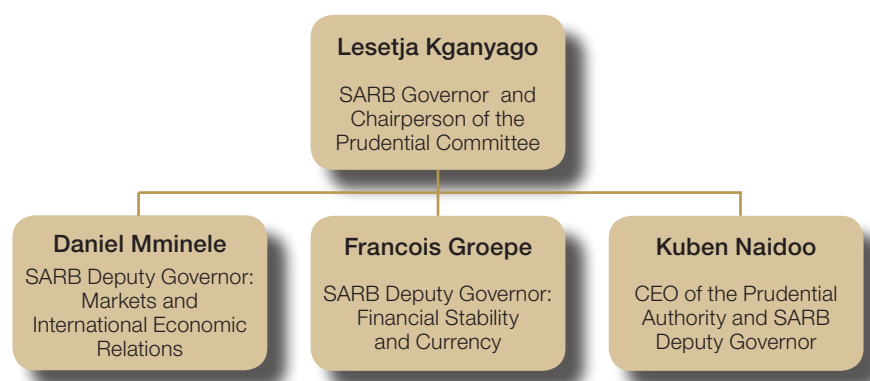 Lesetja Kganyago
SARB Governor and
Chairperson of the
Prudential Committee
Daniel Mminele
SARB Deputy Governor:
Markets and
International Economic
Relations
Francois Groepe
SARB Deputy Governor:
Financial Stability
and Currency
Kuben Naidoo
CEO of the Prudential
Authority and SARB
Deputy Governor